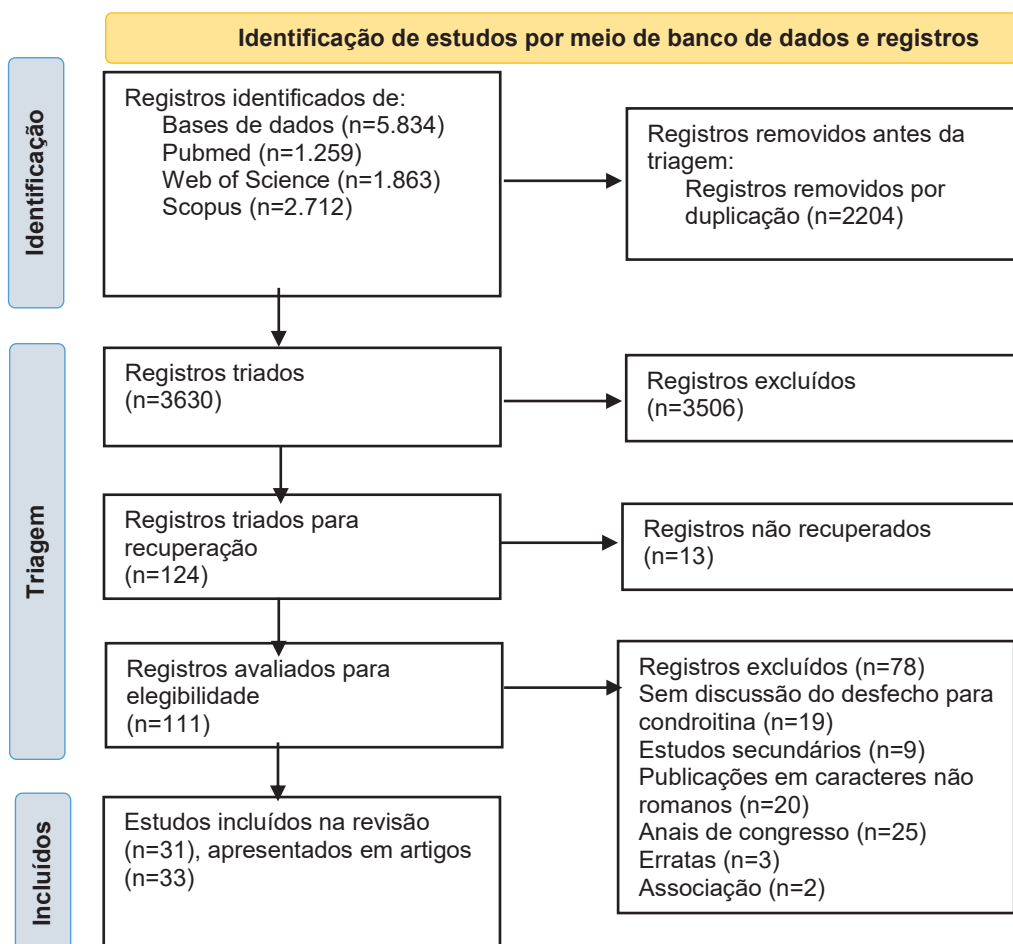 Identificação de estudos por meio de banco de dados e registros
Identificação
Registros identificados de:
Bases de dados (n=5.834)
Pubmed (n=1.259)
Web of Science (n=1.863)
Scopus (n=2.712)
Registros removidos antes da
triagem:
Registros removidos por
duplicação (n=2204)
Triagem
Registros triados
(n=3630)
Registros excluídos
(n=3506)
Registros triados para
recuperação
(n=124)
Registros não recuperados
(n=13)
Registros avaliados para
elegibilidade
(n=111)
Registros excluídos (n=78)
Sem discussão do desfecho para
condroitina (n=19)
Estudos secundários (n=9)
Publicações em caracteres não
romanos (n=20)
Anais de congresso (n=25)
Erratas (n=3)
Associação (n=2)
Incluídos
Estudos incluídos na revisão
(n=31), apresentados em artigos
(n=33)